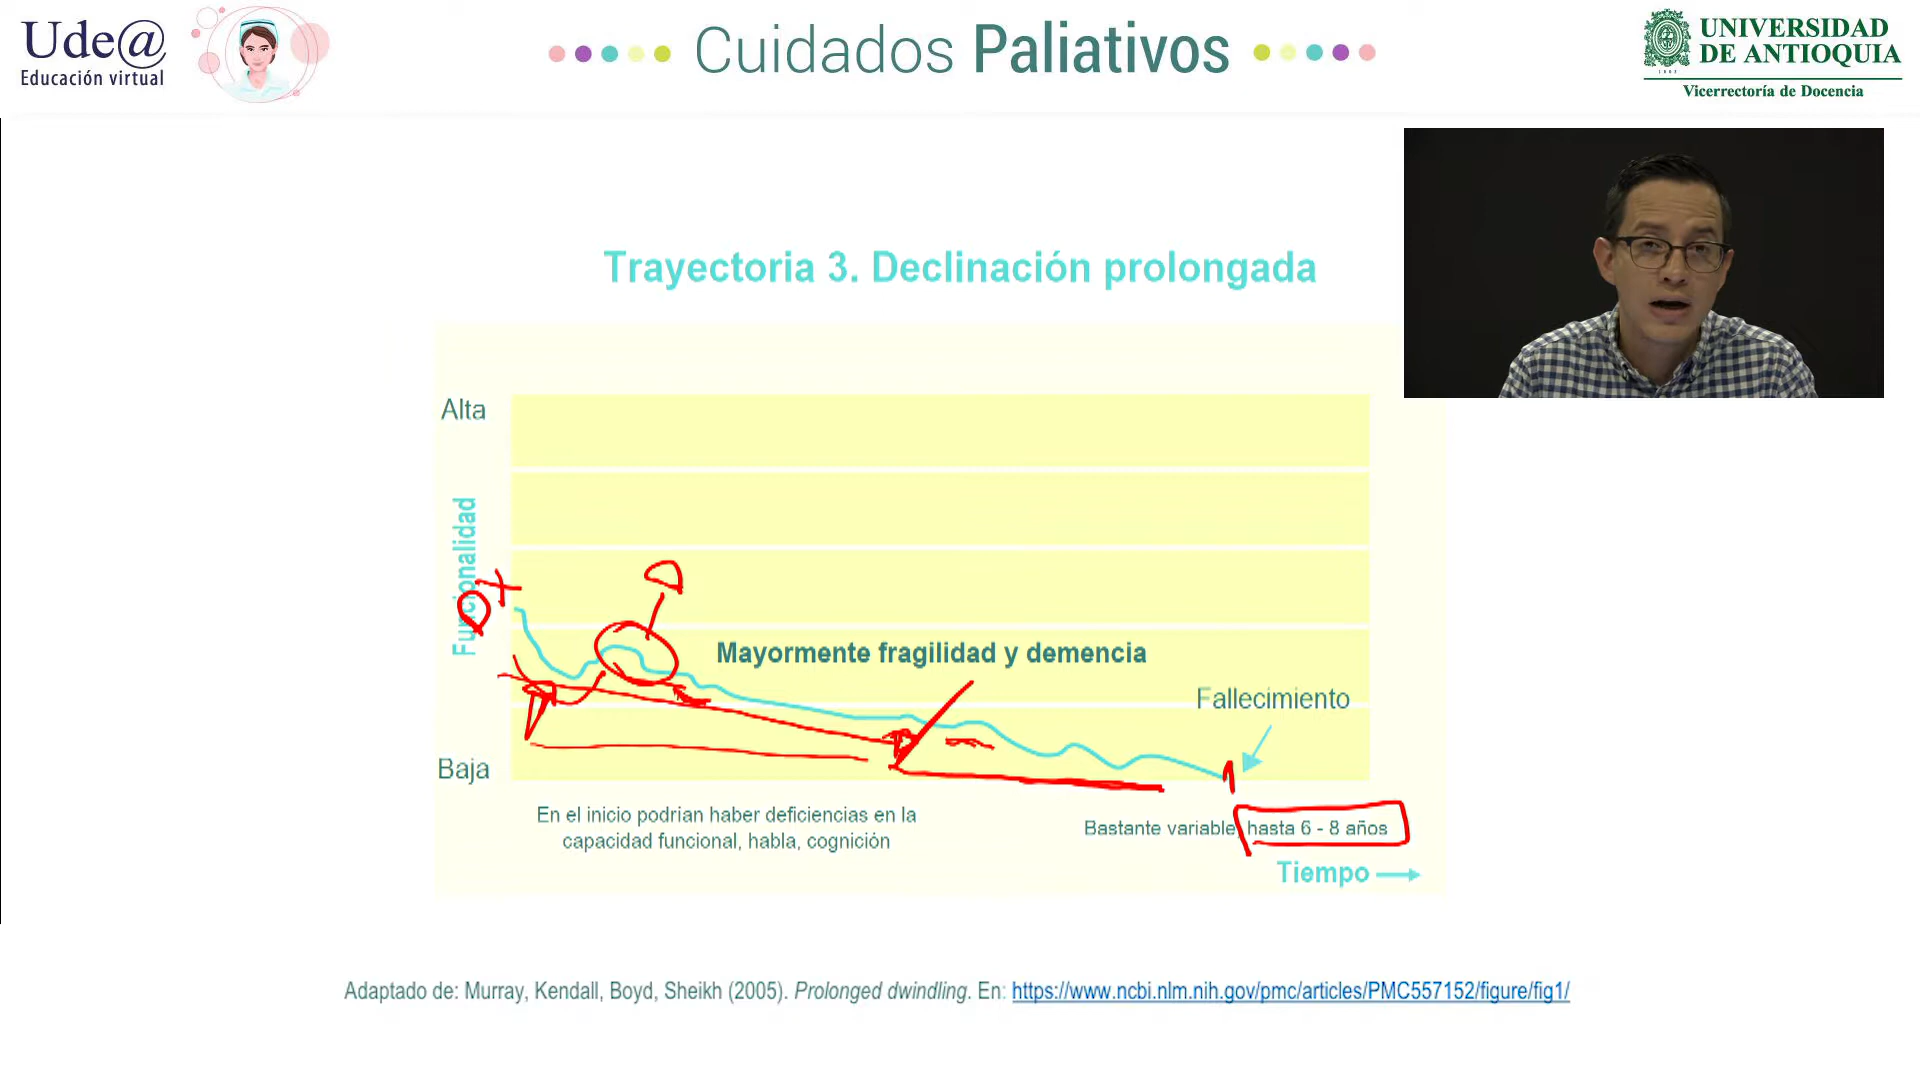 Ude@
Educación virtual
Cuidados Paliativos
UNIVERSIDAD
DE ANTIOQUIA
1803
Vicerrectoría de Docencia
Trayectoria 3. Declinación prolongada
Alta
Funcionalidad
DX
Mayormente fragilidad y demencia
Fallecimiento
Baja
En el inicio podrian haber deficiencias en la
capacidad funcional, habla, cognición
Bastante variable, hasta 6 - 8 años
Tiempo
Adaptado de: Murray, Kendall, Boyd, Sheikh (2005). Prolonged dwindling. En: https://www.ncbi.nlm.nih.gov/pmc/articles/PMC557152/figure/fig1/